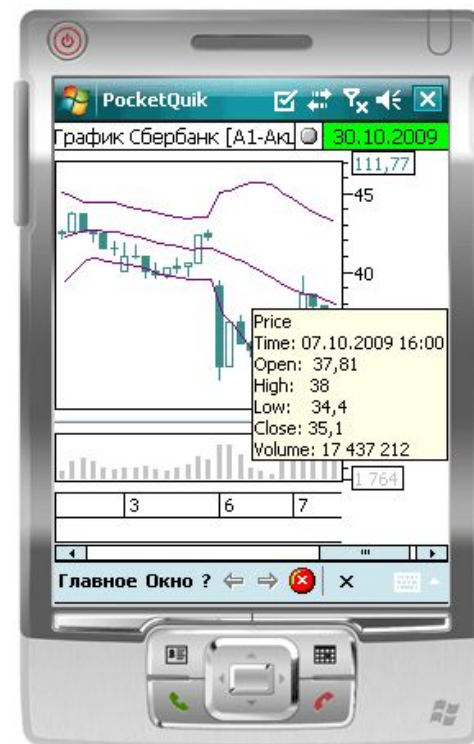 PocketQuik
График Сбербанк [А1-Акц 30.10.2009
111,77
45
40
Price
Time: 07.10.2009 16:00
Open: 37,81
High: 38
Low: 34,4
Close: 35,1
Volume: 17 437 212
1 764
3 6 7
Главное Окно ?